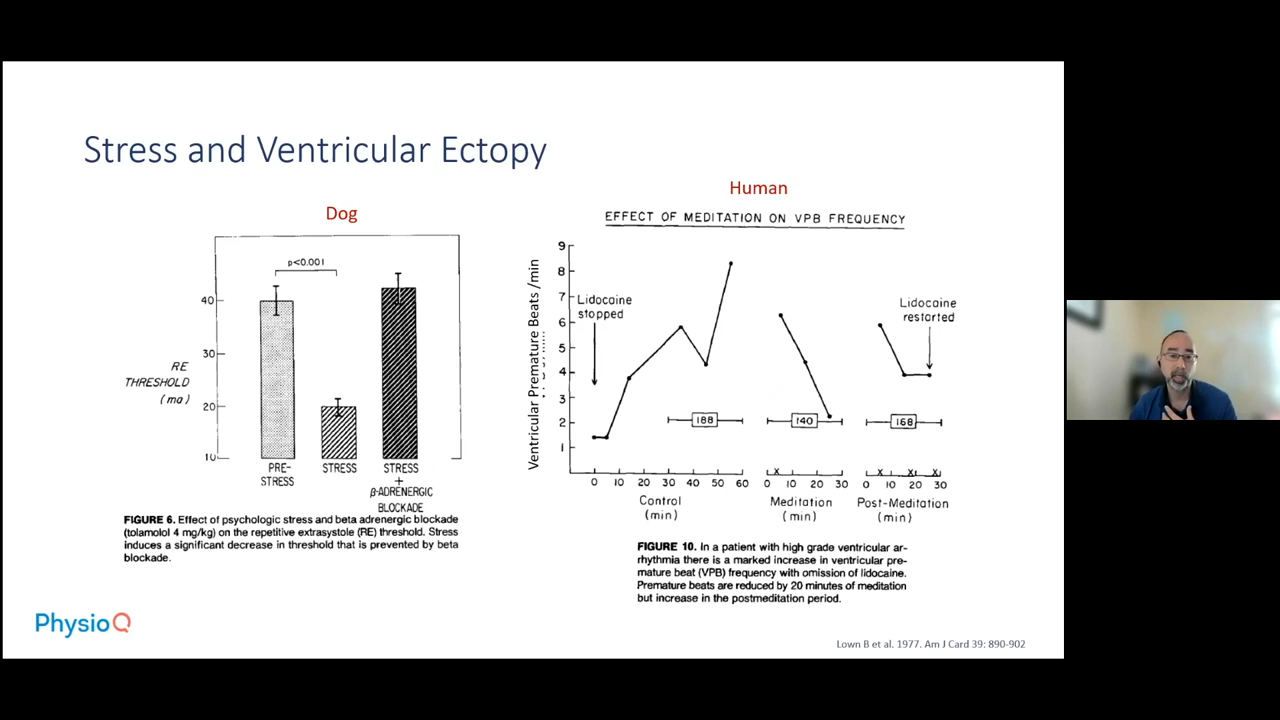 Stress and Ventricular Ectopy
Dog
p<0.001
40
30
20
10
RE
THRESHOLD
(ma)
PRE-
STRESS
STRESS
STRESS
+
β-ADRENERGIC
BLOCKADE
FIGURE 6. Effect of psychologic stress and beta adrenergic blockade
(tolamolol 4 mg/kg) on the repetitive extrasystole (RE) threshold. Stress
induces a significant decrease in threshold that is prevented by beta
blockade.
Human
EFFECT OF MEDITATION ON VPB FREQUENCY
Ventricular Premature Beats /min
9
8
7
6
5
4
3
2
1
Lidocaine
stopped
Lidocaine
restarted
188
140
168
x x x x
0 10 20 30 40 50 60 0 10 20 30 0 10 20 30
Control
(min)
Meditation
(min)
Post-Meditation
(min)
FIGURE 10. In a patient with high grade ventricular ar-
rhythmia there is a marked increase in ventricular pre-
mature beat (VPB) frequency with omission of lidocaine.
Premature beats are reduced by 20 minutes of meditation
but increase in the postmeditation period.
PhysioQ
Lown B et al. 1977. Am J Card 39: 890-902